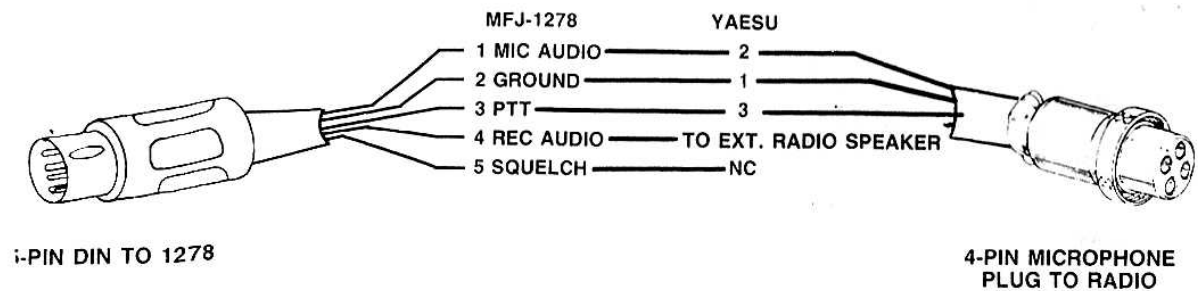 MFJ-1278 YAESU
1 MIC AUDIO 2
2 GROUND 1
3 PTT 3
4 REC AUDIO TO EXT. RADIO SPEAKER
5 SQUELCH NC
-PIN DIN TO 1278
4-PIN MICROPHONE
PLUG TO RADIO